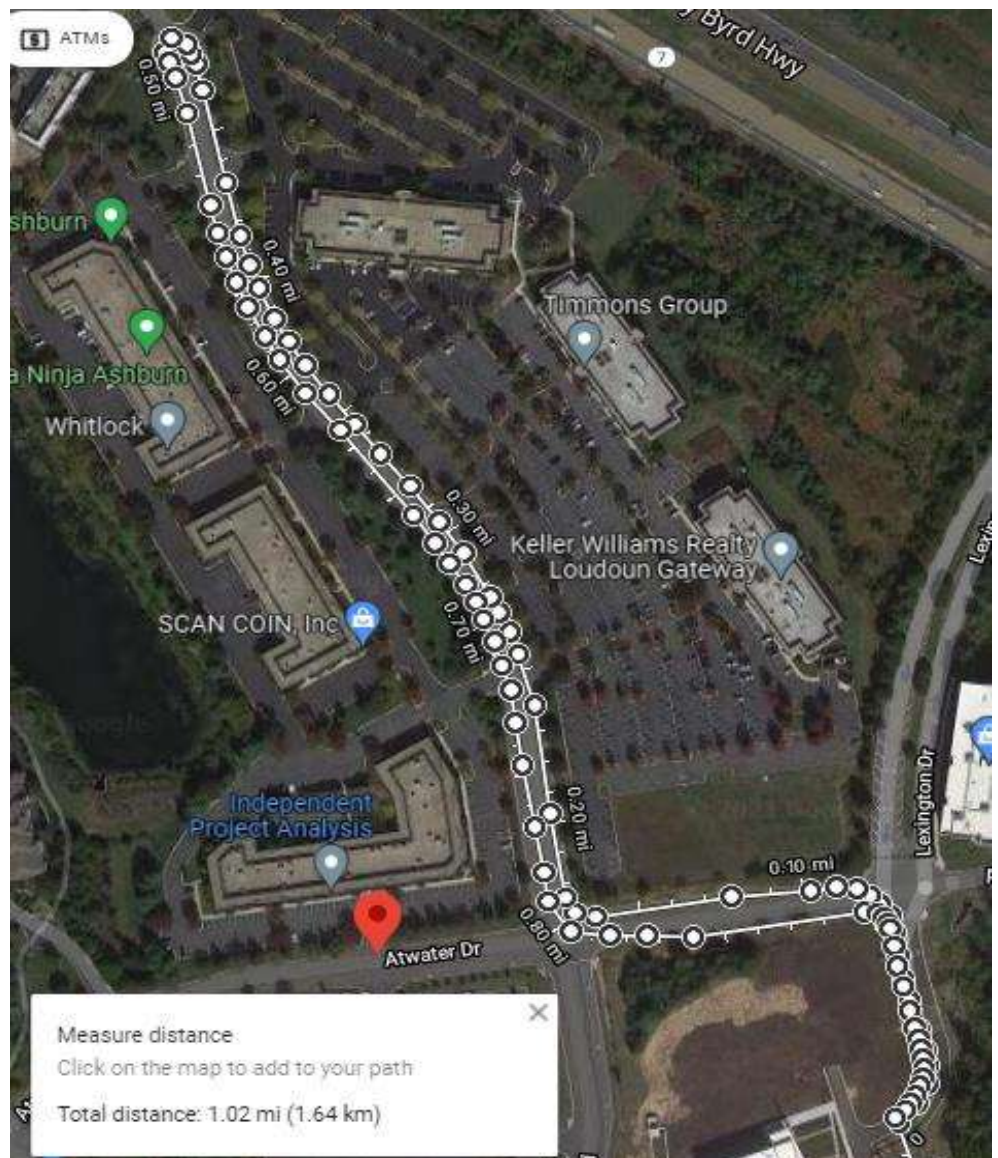 ATMs
y Byrd Hwy
7
0.50 mi
shburn
0.40 mi
Timmons Group
a Ninja Ashburn
0.60 mi
Whitlock
0.30 mi
Keller Williams Realty
Loudoun Gateway
Lexin
SCAN COIN, Inc
0.70 mi
Google
Lexington Dr
Independent
Project Analysis
0.20 mi
0.10 mi
0.80 mi
Atwater Dr
0
Measure distance
Click on the map to add to your path
Total distance: 1.02 mi (1.64 km)